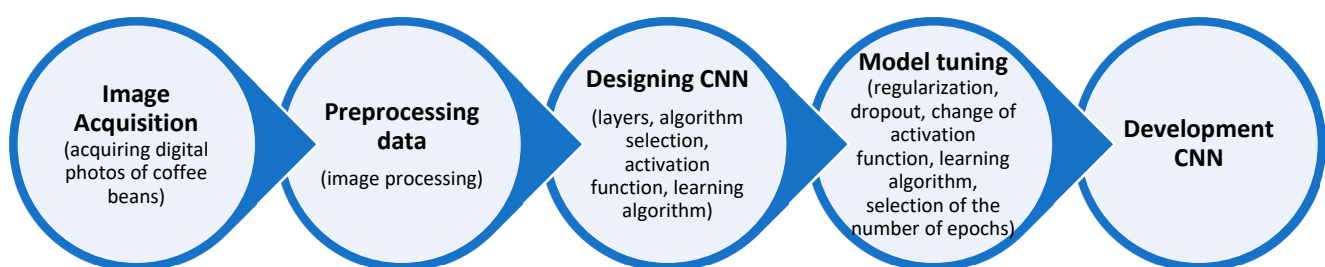 Image
Acquisition
(acquiring digital
photos of coffee
beans)
Preprocessing
data
(image processing)
Designing CNN
(layers, algorithm
selection,
activation
function, learning
algorithm)
Model tuning
(regularization,
dropout, change of
activation
function, learning
algorithm,
selection of the
number of epochs)
Development
CNN